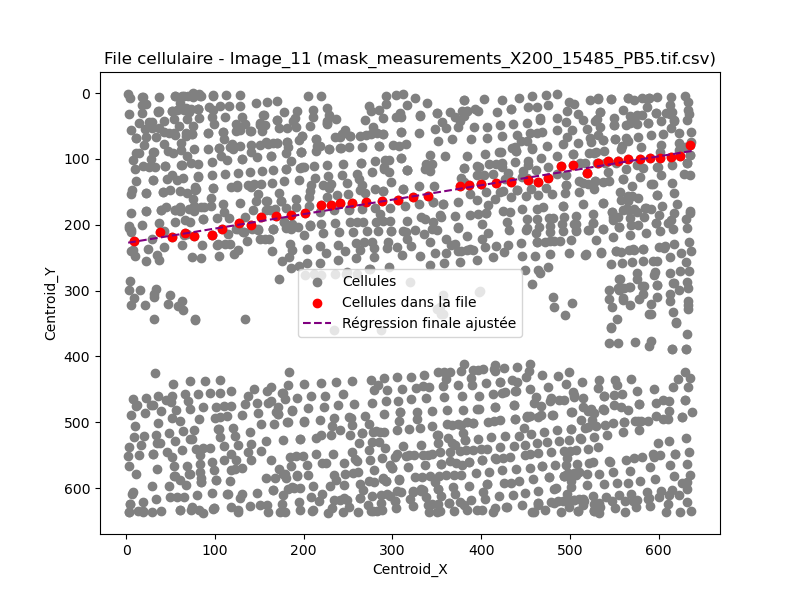 File cellulaire - Image_11 (mask_measurements_X200_15485_PB5.tif.csv)
0
100
200
300
400
500
600
Centroid_Y
Cellules
Cellules dans la file
Régression finale ajustée
0 100 200 300 400 500 600
Centroid_X